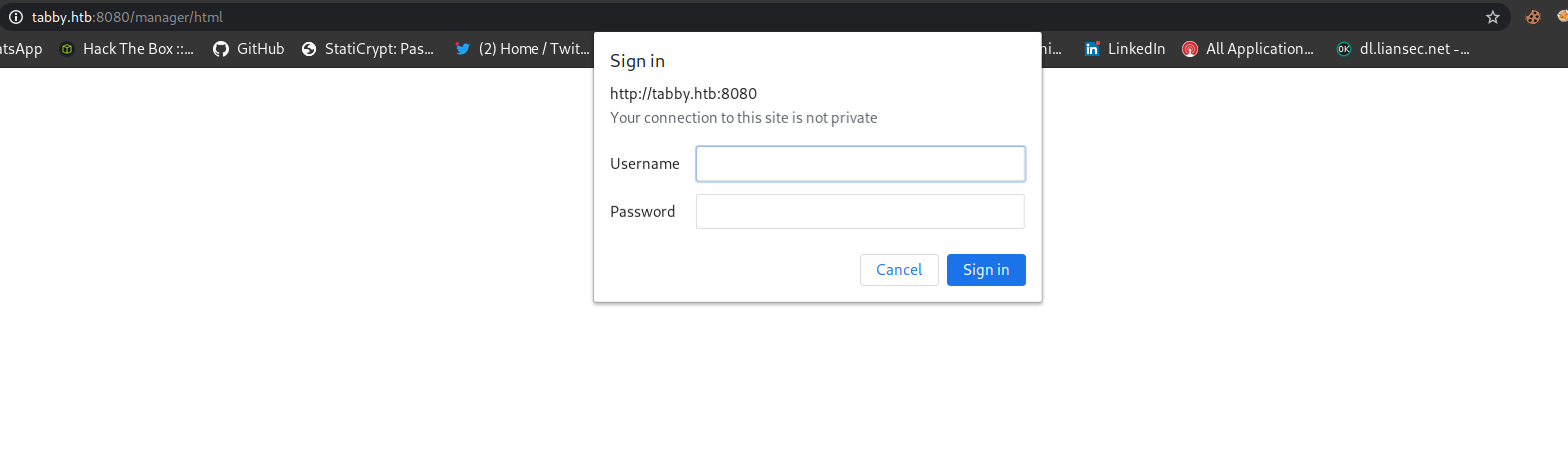 tabby.htb:8080/manager/html
atsApp Hack The Box ::... GitHub StatiCrypt: Pas... (2) Home / Twit... ni... LinkedIn All Application... OK dl.liansec.net -...
Sign in
http://tabby.htb:8080
Your connection to this site is not private
Username
Password
Cancel Sign in